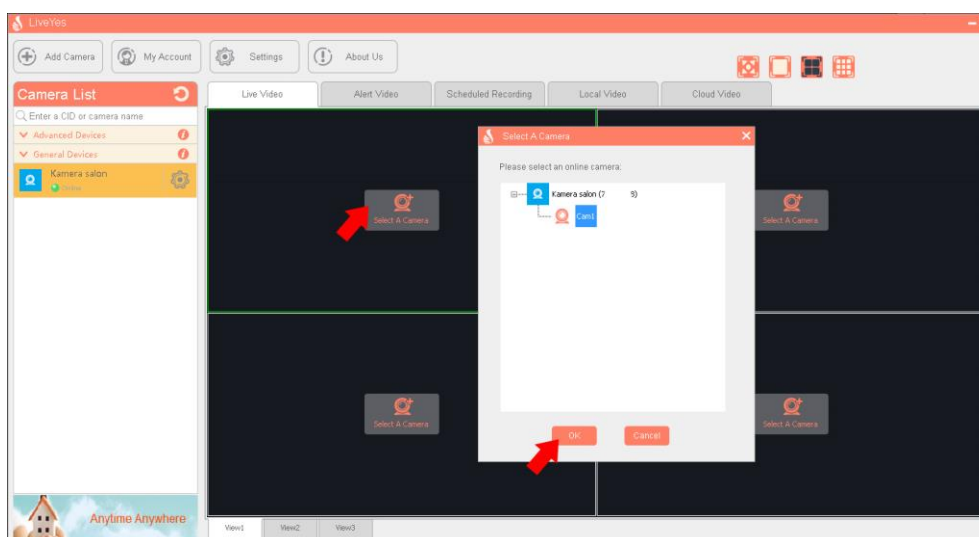 LiveYes
Add Camera
My Account
Settings
About Us
Camera List
Enter a CID or camera name
Advanced Devices
General Devices
Kamera salon
Online
Live Video
Alert Video
Scheduled Recording
Local Video
Cloud Video
Select A Camera
Select A Camera
Select A Camera
Select A Camera
Select A Camera
Please select an online camera:
Kamera salon (7 9)
Cam1
OK
Cancel
Anytime Anywhere
View1
View2
View3